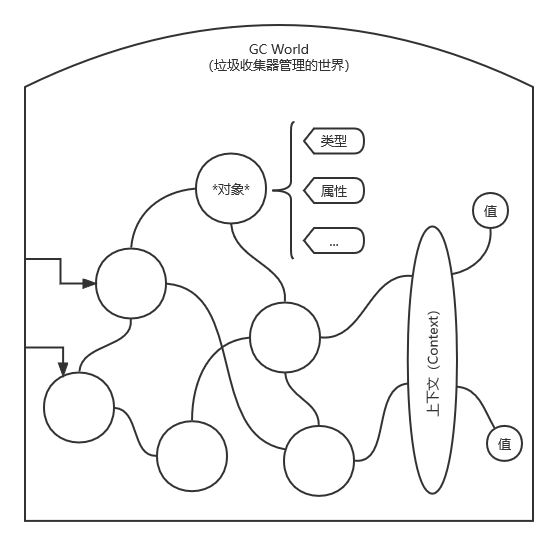 GC World
（垃圾收集器管理的世界）
类型
*对象*
属性
...
值
上下文（Context）
值